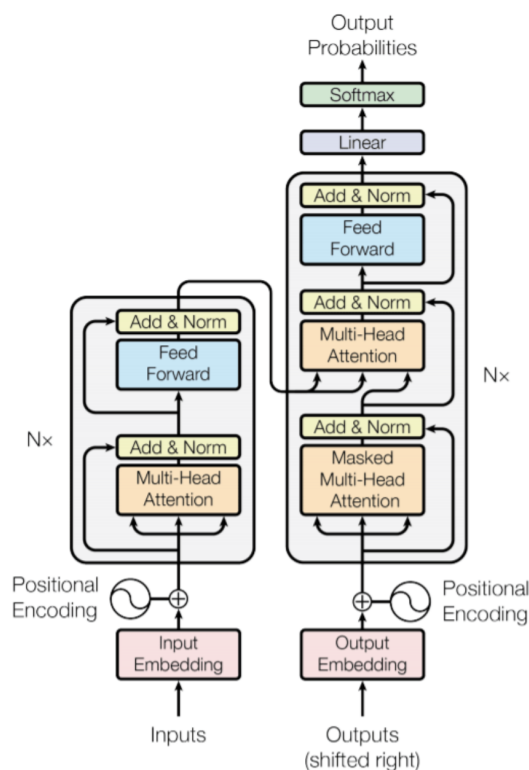 Output
Probabilities
Softmax
Linear
Add & Norm
Feed
Forward
Add & Norm
Multi-Head
Attention
Add & Norm
Masked
Multi-Head
Attention
N×
Add & Norm
Feed
Forward
Add & Norm
Multi-Head
Attention
N×
Positional
Encoding
Positional
Encoding
Input
Embedding
Output
Embedding
Inputs
Outputs
(shifted right)